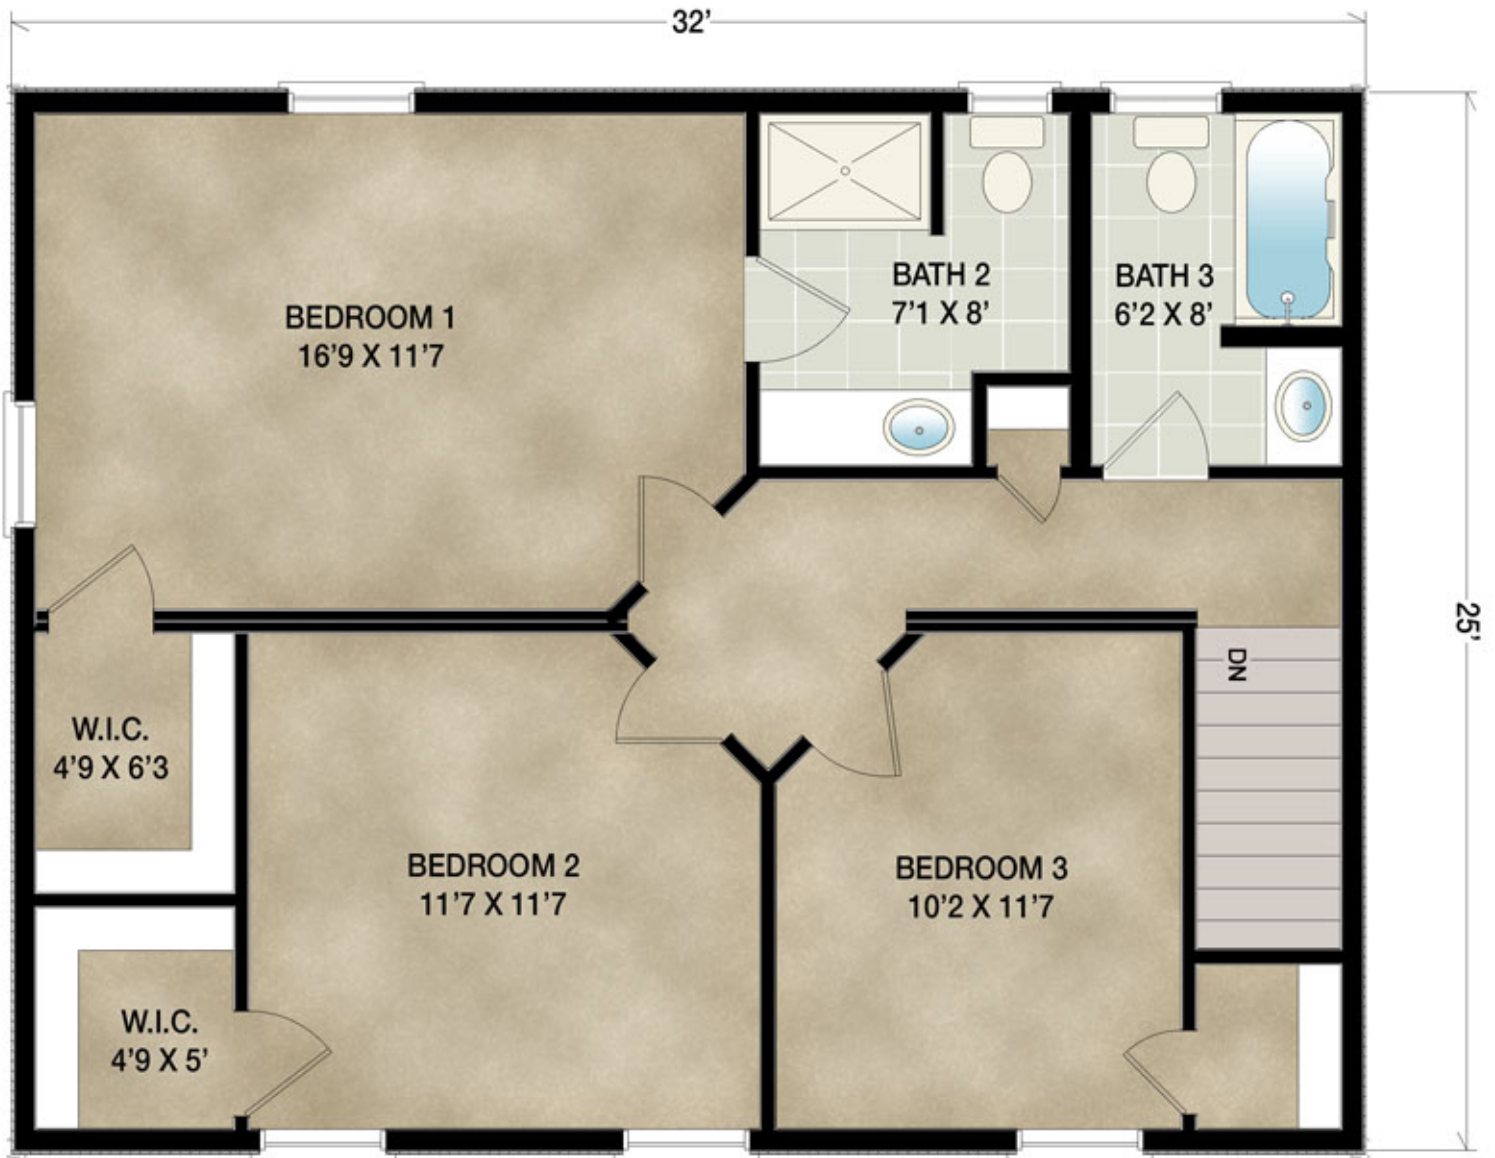 32'
BEDROOM 1
16'9 X 11'7
BATH 2
7'1 X 8'
BATH 3
6'2 X 8'
25'
DN
W.I.C.
4'9 X 6'3
BEDROOM 2
11'7 X 11'7
BEDROOM 3
10'2 X 11'7
W.I.C.
4'9 X 5'